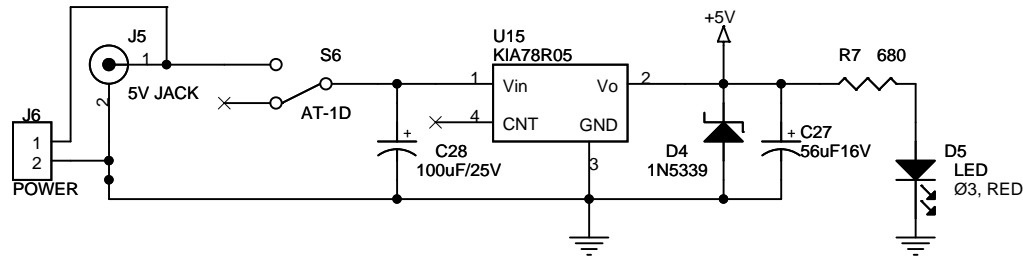 +5V
J5
1
2
5V JACK
J6
1
2
POWER
S6
AT-1D
U15
KIA78R05
1
Vin
Vo
2
4
CNT
GND
3
+
C28
100uF/25V
D4
1N5339
+
C27
56uF16V
R7 680
D5
LED
Ø3, RED